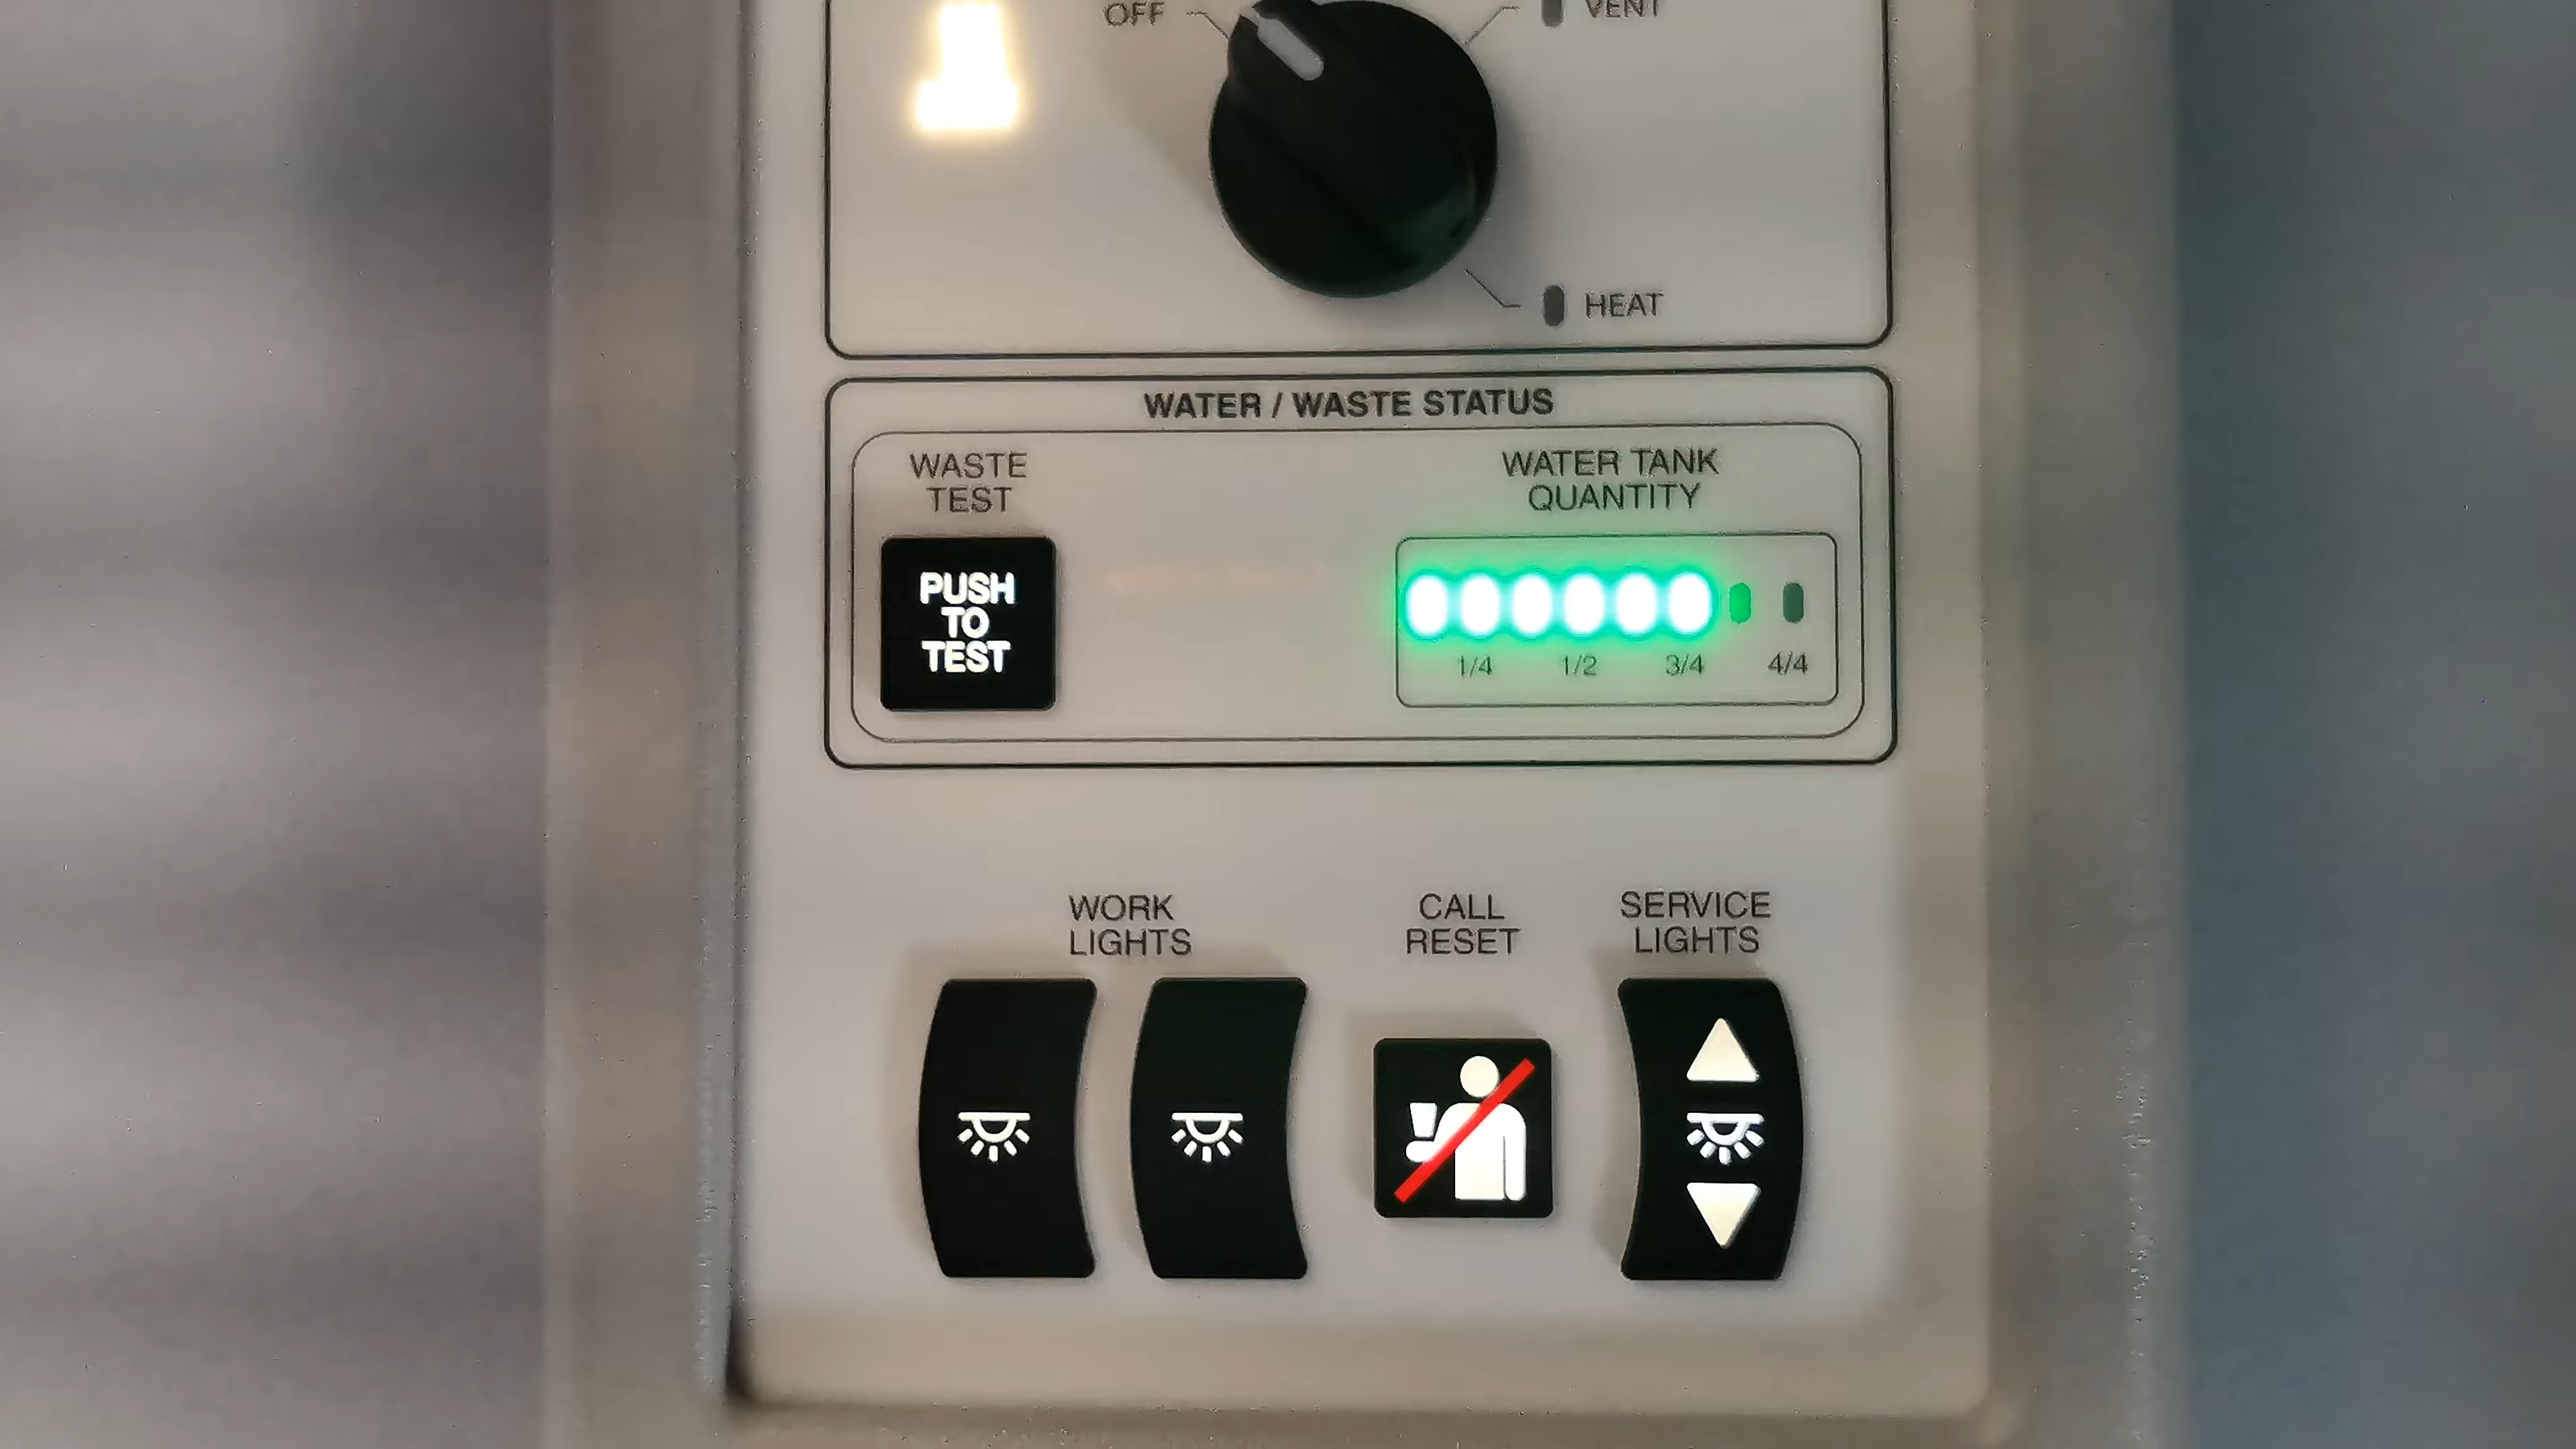 OFF
VENT
HEAT
WATER / WASTE STATUS
WASTE
TEST
WATER TANK
QUANTITY
PUSH
TO
TEST
1/4 1/2 3/4 4/4
WORK
LIGHTS
CALL
RESET
SERVICE
LIGHTS